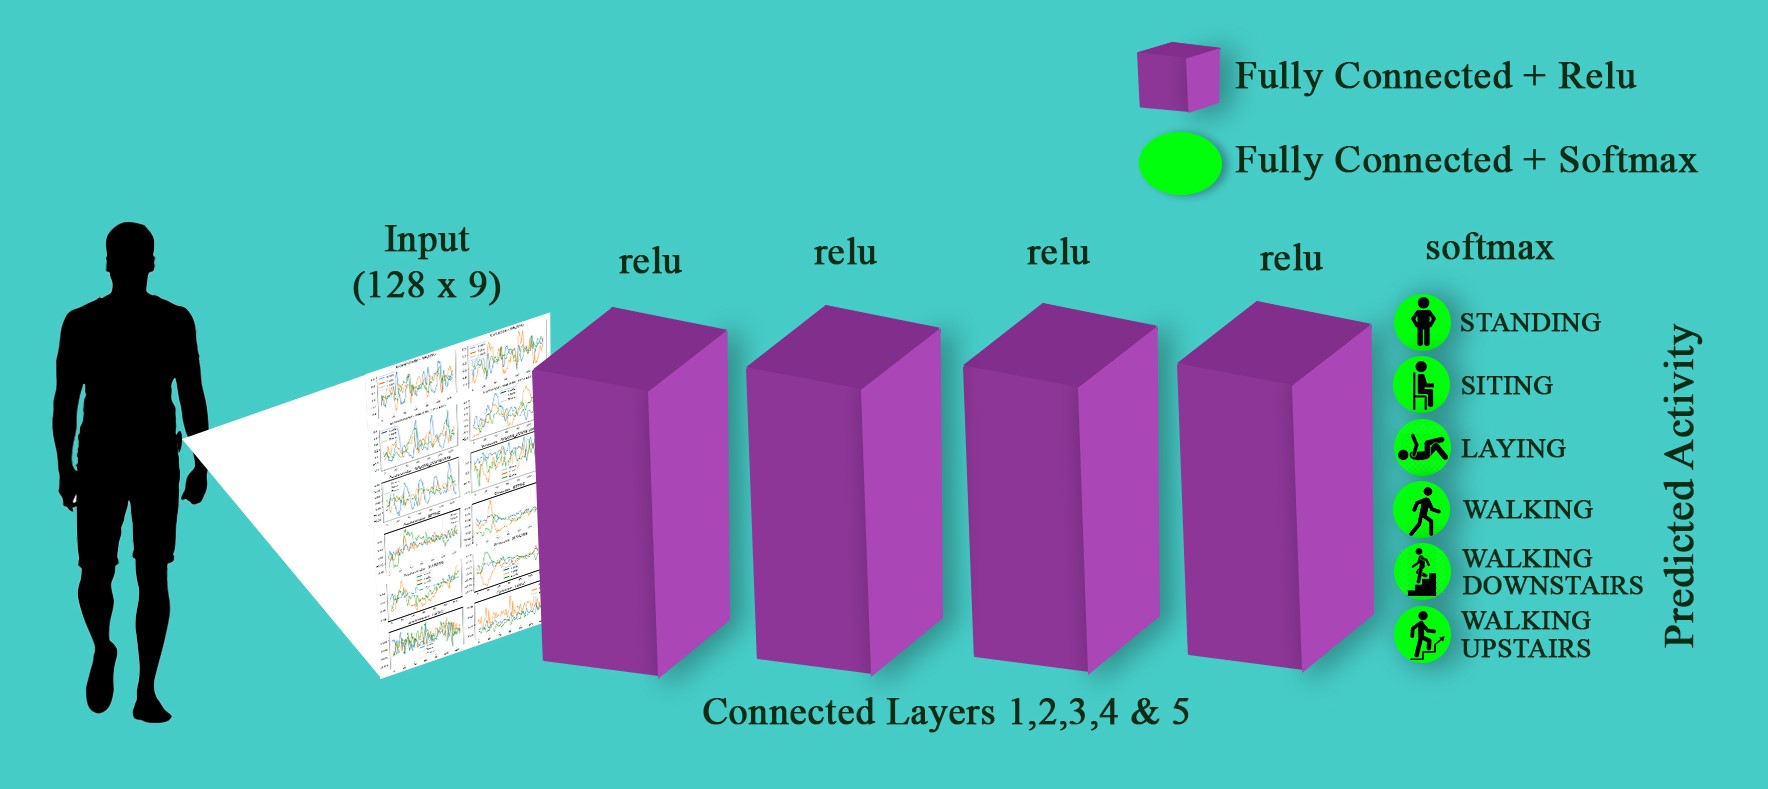 Fully Connected + Relu
Fully Connected + Softmax
Input
(128 x 9)
relu
relu
relu
relu
softmax
STANDING
SITING
LAYING
WALKING
WALKING
DOWNSTAIRS
WALKING
UPSTAIRS
Predicted Activity
Connected Layers 1,2,3,4 & 5